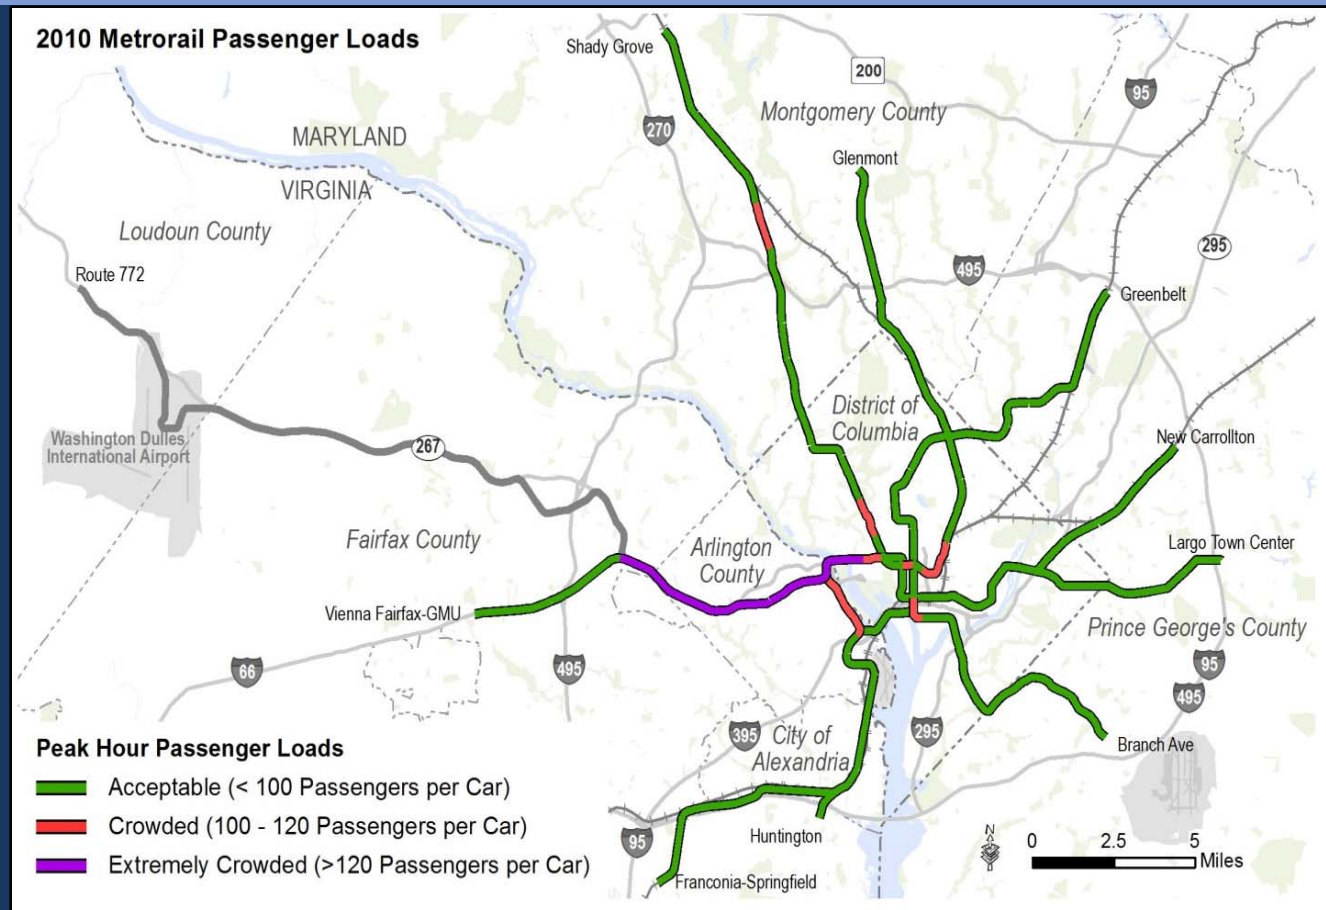 2010 Metrorail Passenger Loads
Shady Grove
200
95
Montgomery County
270
MARYLAND
Glenmont
VIRGINIA
Loudoun County
295
495
Route 772
Greenbelt
District of
Columbia
New Carrollton
Washington Dulles
International Airport
267
Fairfax County
Arlington
County
Largo Town Center
Vienna Fairfax-GMU
Prince George's County
66
495
95
495
Peak Hour Passenger Loads
Acceptable (< 100 Passengers per Car)
Crowded (100 - 120 Passengers per Car)
Extremely Crowded (>120 Passengers per Car)
395
City of
Alexandria
295
Branch Ave
Huntington
95
Franconia-Springfield
N
0 2.5 5
Miles